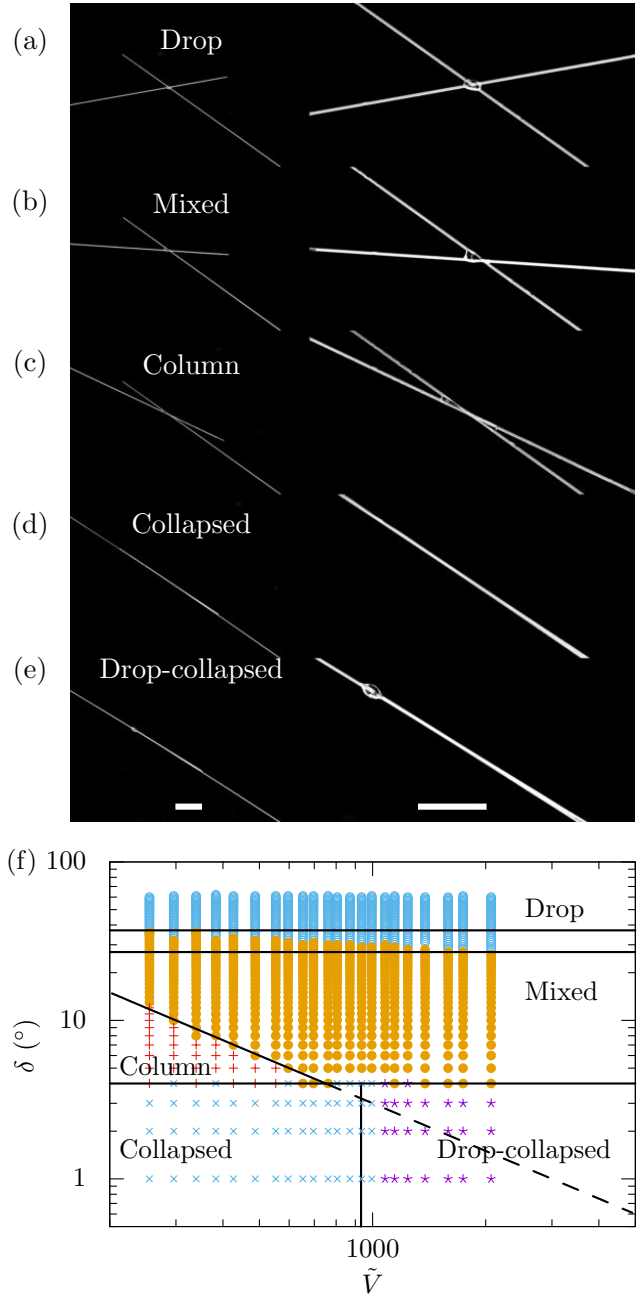 (a) Drop
(b) Mixed
(c) Column
(d) Collapsed
(e) Drop-collapsed
(f)
100
Drop
Mixed
10
δ (°)
Column
Collapsed
Drop-collapsed
1
1000
Ṽ